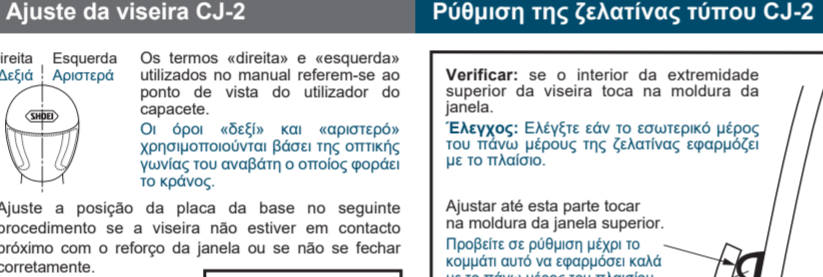 Ajuste da viseira CJ-2
Ρύθμιση της ζελατίνας τύπου CJ-2
Esquerda
Δεξιά Αριστερά
SHOEI
Os termos «direita» e «esquerda»
utilizados no manual referem-se ao
ponto de vista do utilizador do
capacete.
Οι όροι «δεξί» και «αριστερό»
χρησιμοποιούνται βάσει της οπτικής
γωνίας του αναβάτη ο οποίος φοράει
το κράνος.
Ajuste a posição da placa da base no seguinte
procedimento se a viseira não estiver em contacto
próximo com o reforço da janela ou se não se fechar
corretamente.
Verificar: se o interior da extremidade
superior da viseira toca na moldura da
janela.
Έλεγχος: Ελέγξτε εάν το εσωτερικό μέρος
του πάνω μέρους της ζελατίνας εφαρμόζει
με το πλαίσιο.
Ajustar até esta parte tocar
na moldura da janela superior.
Προβείτε σε ρύθμιση μέχρι το
κομμάτι αυτό να εφαρμόσει καλά
με το πάνω μέρος του πλαισίου